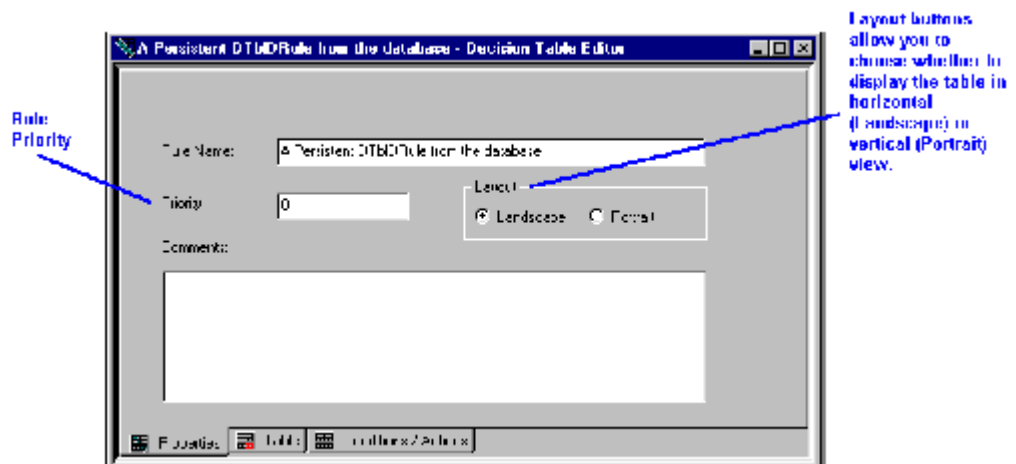 Layout buttons
allow you to
choose whether to
display the table in
horizontal
(Landscape) or
vertical (Portrait)
view.
A Persistent DTblDRule from the database - Decision Table Editor
Rule
Priority
Rule Name:
A Persistent DTblDRule from the database
Priority
0
Layout
Landscape
Portrait
Comments:
Properties
Table
Conditions / Actions